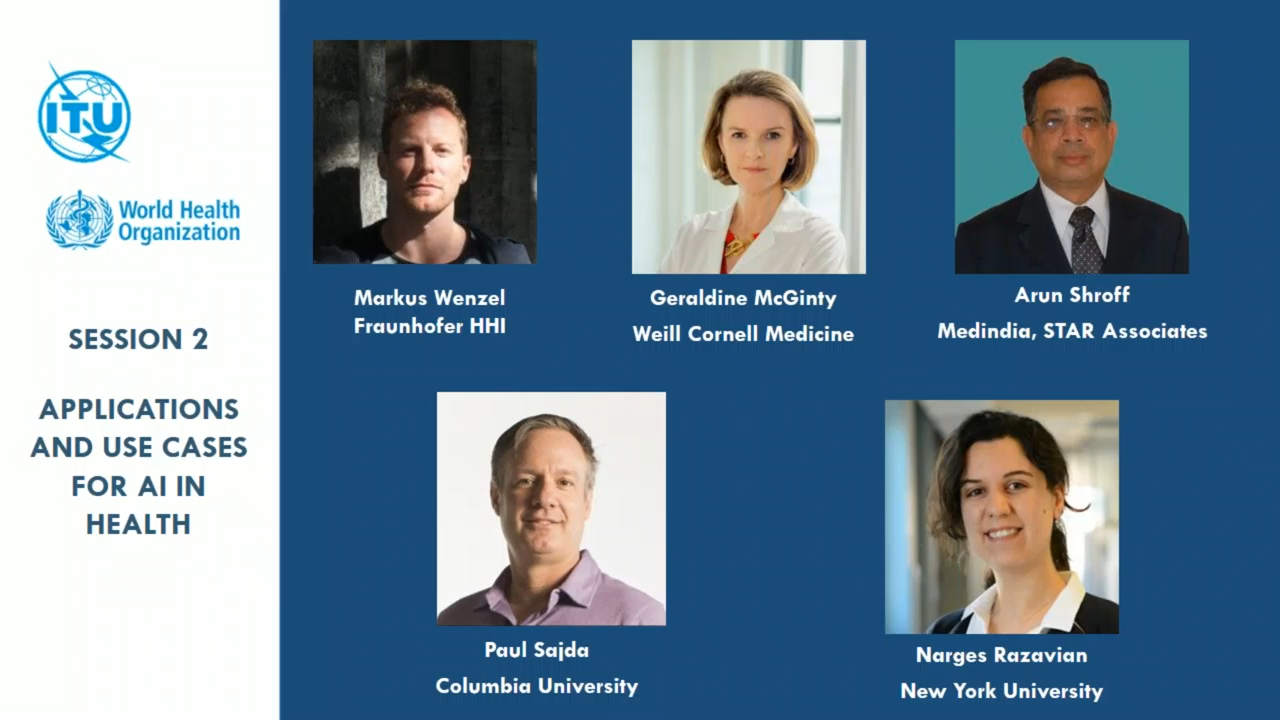 ITU
World Health
Organization
SESSION 2
APPLICATIONS
AND USE CASES
FOR AI IN
HEALTH
Markus Wenzel
Fraunhofer HHI
Geraldine McGinty
Weill Cornell Medicine
Arun Shroff
Medindia, STAR Associates
Paul Sajda
Columbia University
Narges Razavian
New York University